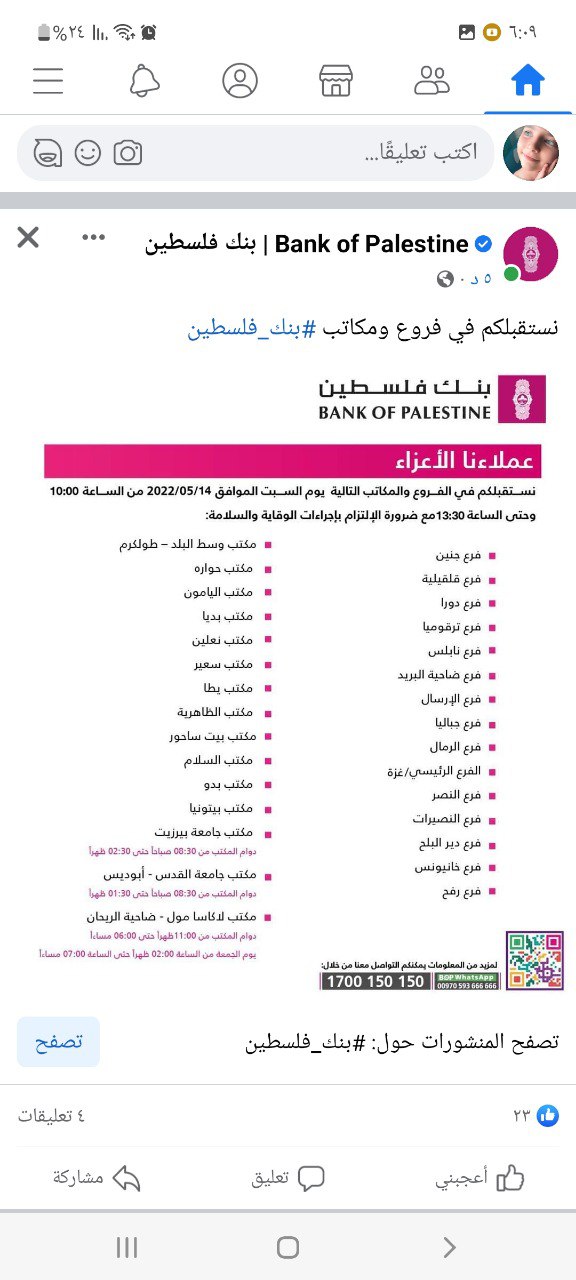 ٢٤%
٦:٠٩
اكتب تعليقًا...
Bank of Palestine | بنك فلسطين
٥ د ·
نستقبلكم في فروع ومكاتب #بنك_فلسطين
بنك فلسطين
BANK OF PALESTINE
عملاءنا الأعزاء
نستقبلكم في الفروع والمكاتب التالية يوم السبت الموافق 2022/05/14 من الساعة 10:00
وحتى الساعة 13:30مع ضرورة الإلتزام بإجراءات الوقاية والسلامة:
فرع جنين
فرع قلقيلية
فرع دورا
فرع ترقوميا
فرع نابلس
فرع ضاحية البريد
فرع الإرسال
فرع جباليا
فرع الرمال
الفرع الرئيسي/غزة
فرع النصر
فرع النصيرات
فرع دير البلح
فرع خانيونس
فرع رفح
مكتب وسط البلد – طولكرم
مكتب حواره
مكتب اليامون
مكتب بديا
مكتب نعلين
مكتب سعير
مكتب يطا
مكتب الظاهرية
مكتب بيت ساحور
مكتب السلام
مكتب بدو
مكتب بيتونيا
مكتب جامعة بيرزيت
دوام المكتب من 08:30 صباحاً حتى 02:30 ظهراً
مكتب جامعة القدس - أبوديس
دوام المكتب من 08:30 صباحاً حتى 01:30 ظهراً
مكتب لاكاسا مول - ضاحية الريحان
دوام المكتب من 11:00ظهراً حتى 06:00 مساءاً
يوم الجمعة من الساعة 02:00 ظهراً حتى الساعة 07:00 مساءاً
لمزيد من المعلومات يمكنكم التواصل معنا من خلال:
1700 150 150
BOP WhatsApp
00970 593 666 666
تصفح المنشورات حول: #بنك_فلسطين
تصفح
٢٣
٤ تعليقات
أعجبني
تعليق
مشاركة